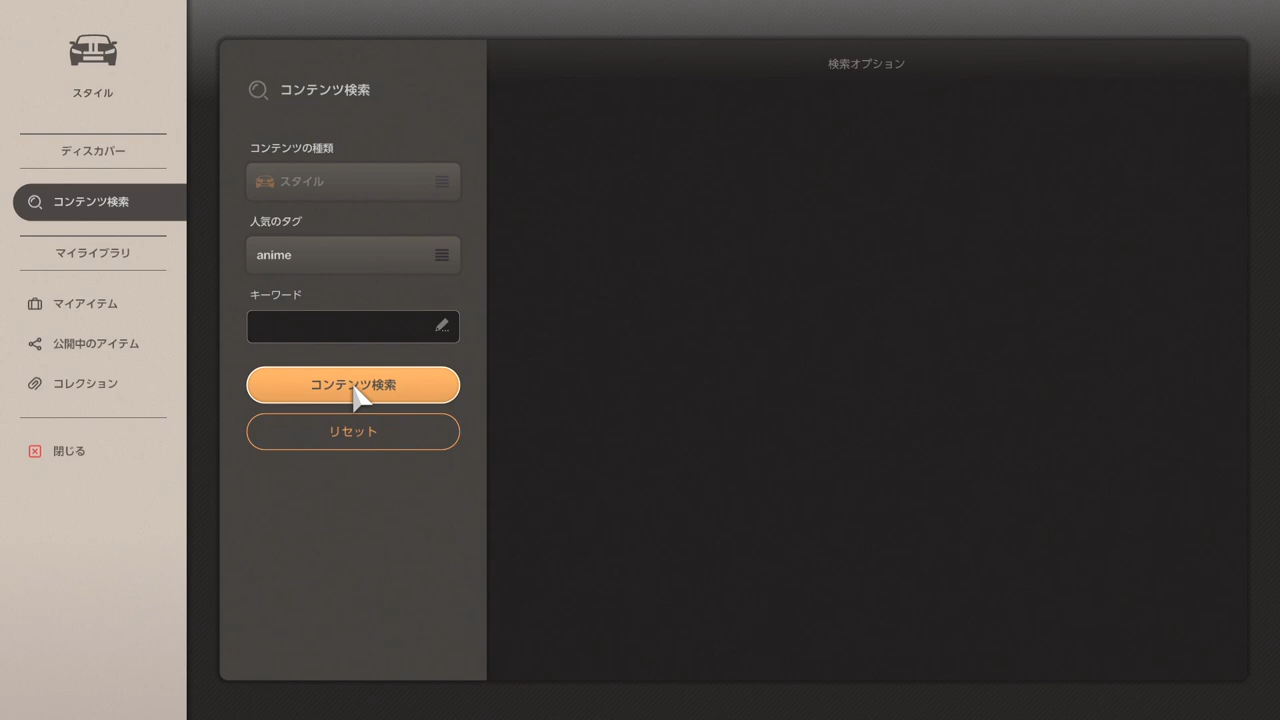 スタイル
ディスカバー
コンテンツ検索
マイライブラリ
マイアイテム
公開中のアイテム
コレクション
閉じる
コンテンツ検索
コンテンツの種類
スタイル
人気のタグ
anime
キーワード
コンテンツ検索
リセット
検索オプション